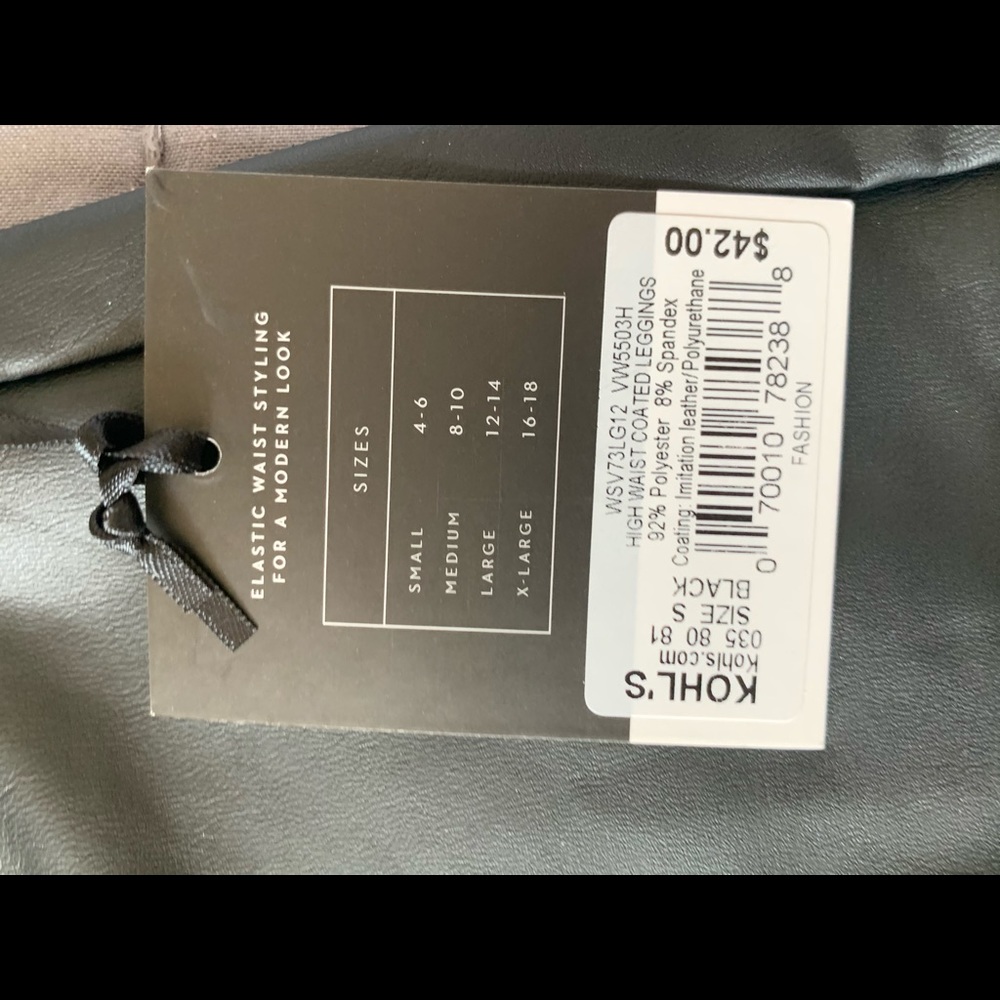 ELASTIC WAIST STYLING
FOR A MODERN LOOK
SIZES
SMALL 4-6
MEDIUM 8-10
LARGE 12-14
X-LARGE 16-18
WSV73LG12 VW5503H
HIGH WAIST COATED LEGGINGS
92% Polyester 8% Spandex
Coating: Imitation leather/Polyurethane
0 70010 78238 8
FASHION
KOHL'S
Kohls.com
035 80 81
SIZE S
BLACK
$42.00